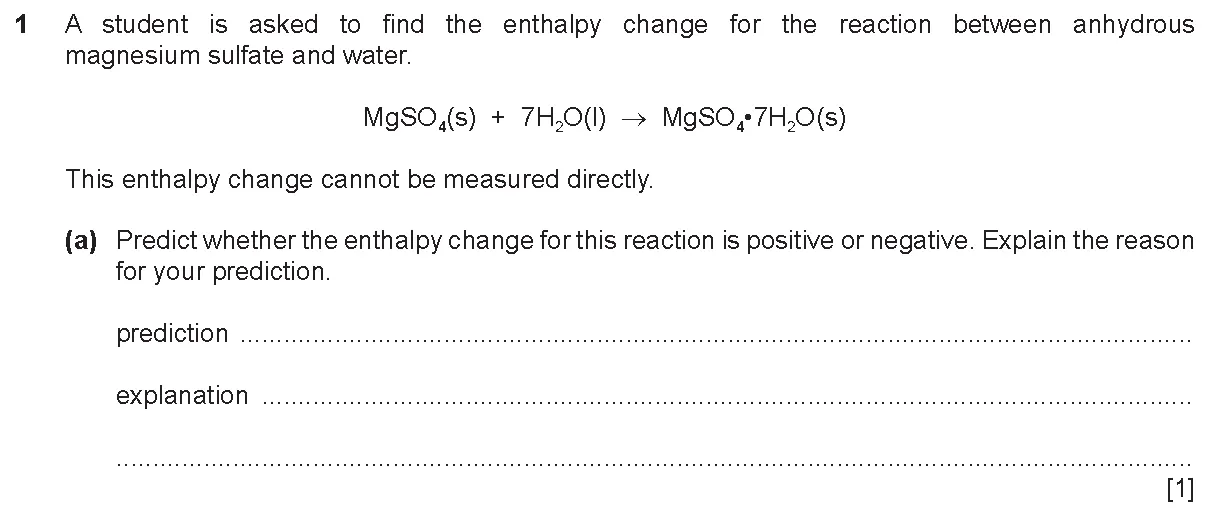 1 A student is asked to find the enthalpy change for the reaction between anhydrous
magnesium sulfate and water.
MgSO₄(s) + 7H₂O(l) → MgSO₄•7H₂O(s)
This enthalpy change cannot be measured directly.
(a) Predict whether the enthalpy change for this reaction is positive or negative. Explain the reason
for your prediction.
prediction ....................................................................................................................................
explanation .................................................................................................................................
.....................................................................................................................................................
[1]